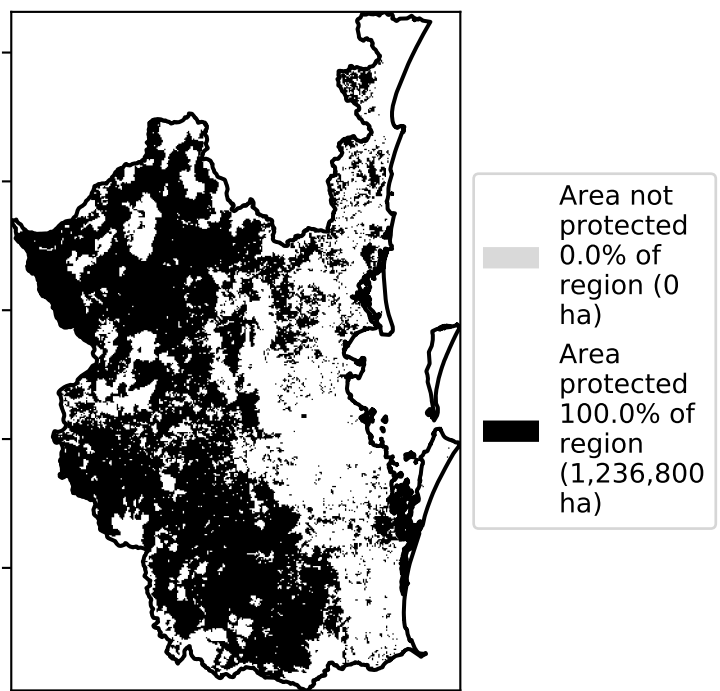 Area not
protected
0.0% of
region (0
ha)
Area
protected
100.0% of
region
(1,236,800
ha)